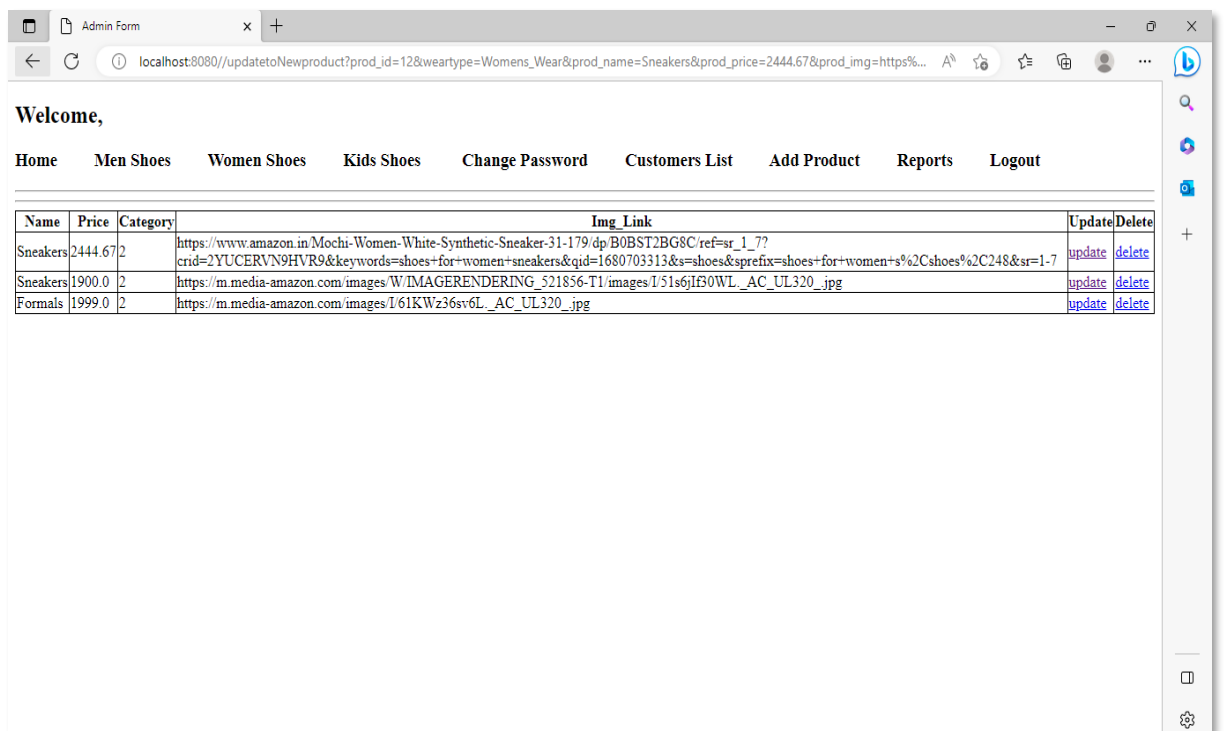 Admin Form
localhost:8080//updatetoNewproduct?prod_id=12&weartype=Womens_Wear&prod_name=Sneakers&prod_price=2444.67&prod_img=https%...
Welcome,
Home Men Shoes Women Shoes Kids Shoes Change Password Customers List Add Product Reports Logout
Name Price Category Img_Link Update Delete
Sneakers 2444.67 2 https://www.amazon.in/Mochi-Women-White-Synthetic-Sneaker-31-179/dp/B0BST2BG8C/ref=sr_1_7?
crid=2YUCERVN9HVR9&keywords=shoes+for+women+sneakers&qid=1680703313&s=shoes&sprefix=shoes+for+women+s%2Cshoes%2C248&sr=1-7 update delete
Sneakers 1900.0 2 https://m.media-amazon.com/images/W/IMAGERENDERING_521856-T1/images/I/51s6jIf30WL._AC_UL320_.jpg update delete
Formals 1999.0 2 https://m.media-amazon.com/images/I/61KWz36sv6L._AC_UL320_.jpg update delete